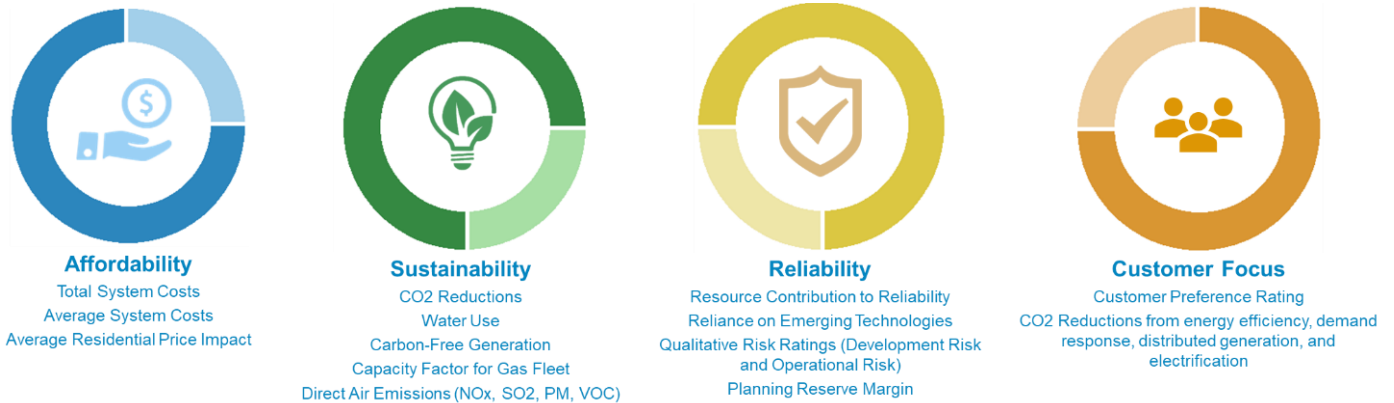 $
Affordability
Total System Costs
Average System Costs
Average Residential Price Impact
Sustainability
CO2 Reductions
Water Use
Carbon-Free Generation
Capacity Factor for Gas Fleet
Direct Air Emissions (NOx, SO2, PM, VOC)
Reliability
Resource Contribution to Reliability
Reliance on Emerging Technologies
Qualitative Risk Ratings (Development Risk
and Operational Risk)
Planning Reserve Margin
Customer Focus
Customer Preference Rating
CO2 Reductions from energy efficiency, demand
response, distributed generation, and
electrification